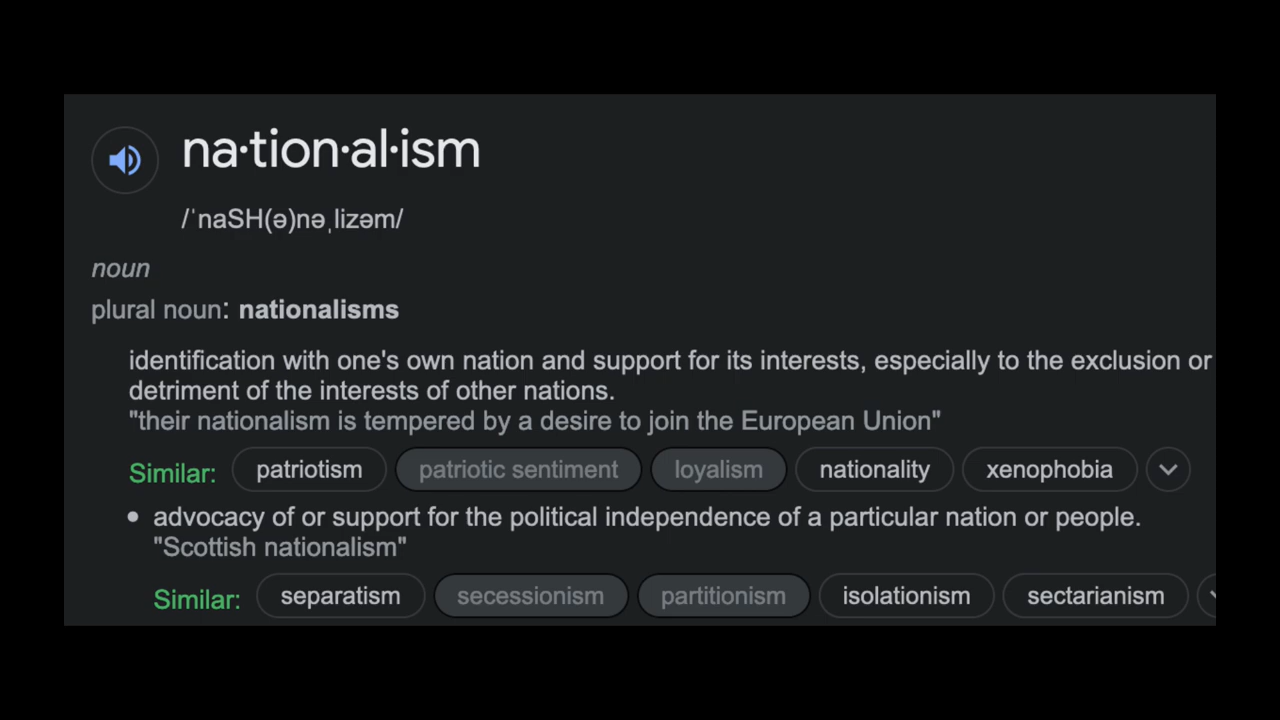 na·tion·al·ism
/ˈnaSH(ə)nəˌlizəm/
noun
plural noun: nationalisms
identification with one's own nation and support for its interests, especially to the exclusion or
detriment of the interests of other nations.
"their nationalism is tempered by a desire to join the European Union"
Similar: patriotism patriotic sentiment loyalism nationality xenophobia
• advocacy of or support for the political independence of a particular nation or people.
"Scottish nationalism"
Similar: separatism secessionism partitionism isolationism sectarianism